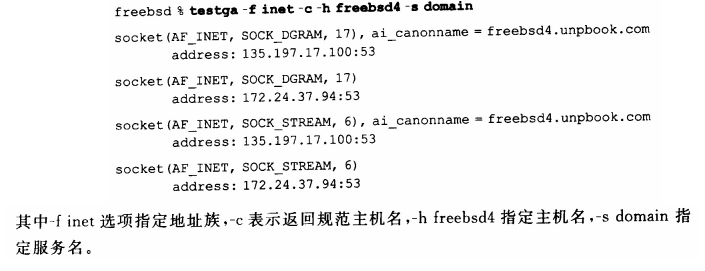 freebsd % testga -f inet -c -h freebsd4 -s domain
socket(AF_INET, SOCK_DGRAM, 17), ai_canonname = freebsd4.unpbook.com
address: 135.197.17.100:53
socket(AF_INET, SOCK_DGRAM, 17)
address: 172.24.37.94:53
socket(AF_INET, SOCK_STREAM, 6), ai_canonname = freebsd4.unpbook.com
address: 135.197.17.100:53
socket(AF_INET, SOCK_STREAM, 6)
address: 172.24.37.94:53
其中-f inet 选项指定地址族,-c 表示返回规范主机名,-h freebsd4 指定主机名,-s domain 指
定服务名。